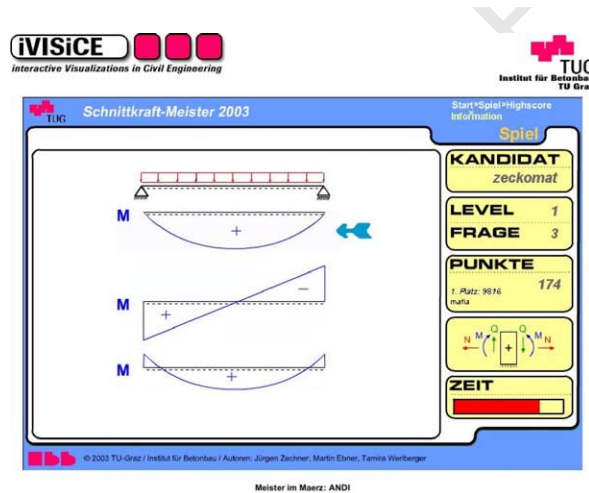 iVISiCE
interactive Visualizations in Civil Engineering
TUG
Institut für Betonbau
TU Graz
TUG
Schnittkraft-Meister 2003
Start*Spiel*Highscore
Information
Spiel
KANDIDAT
zeckomat
M
+
LEVEL 1
FRAGE 3
PUNKTE
174
1. Platz: 9816
mafia
M
+
−
N M Q + Q M N
M
+
ZEIT
© 2003 TU-Graz / Institut für Betonbau / Autoren: Jürgen Zechner, Martin Ebner, Tamira Werlberger
Meister im Maerz: ANDI